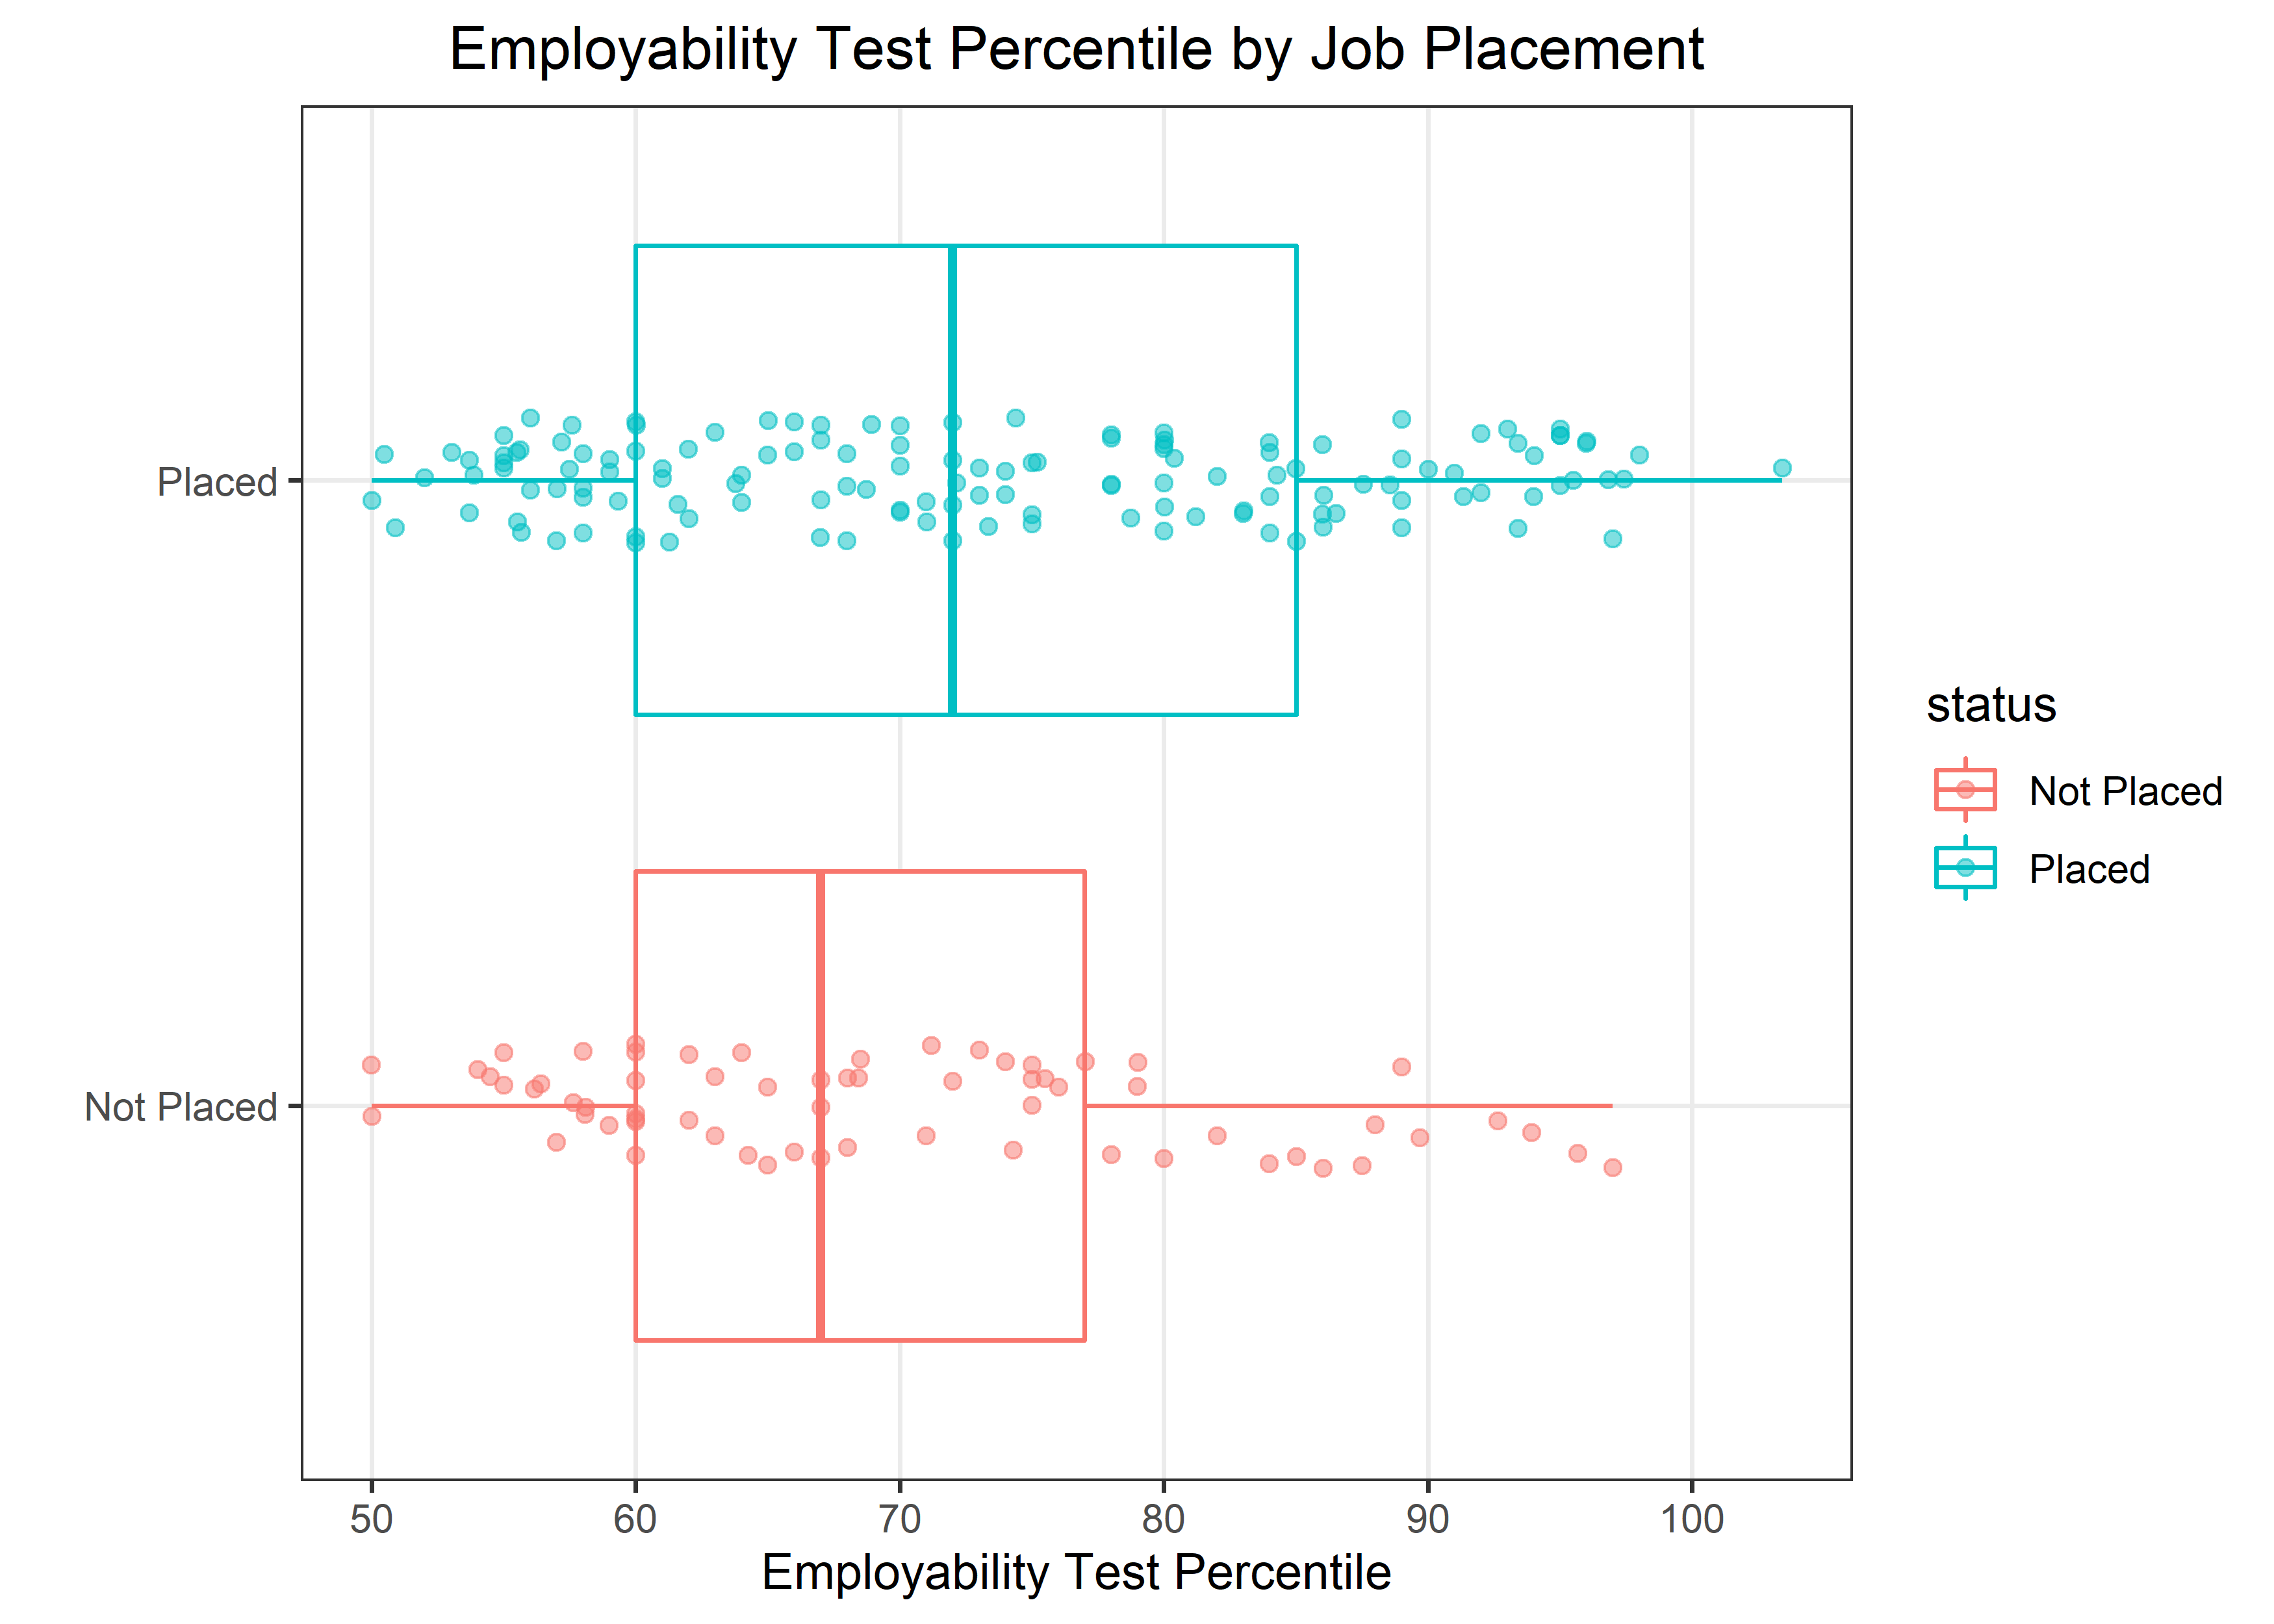 Employability Test Percentile by Job Placement
Placed
Not Placed
50 60 70 80 90 100
Employability Test Percentile
status
Not Placed
Placed